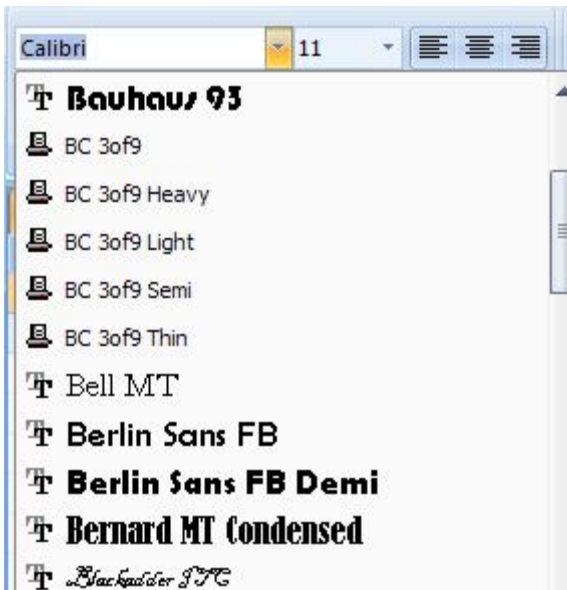 Calibri 11
Bauhaus 93
BC 3of9
BC 3of9 Heavy
BC 3of9 Light
BC 3of9 Semi
BC 3of9 Thin
Bell MT
Berlin Sans FB
Berlin Sans FB Demi
Bernard MT Condensed
Blackadder ITC